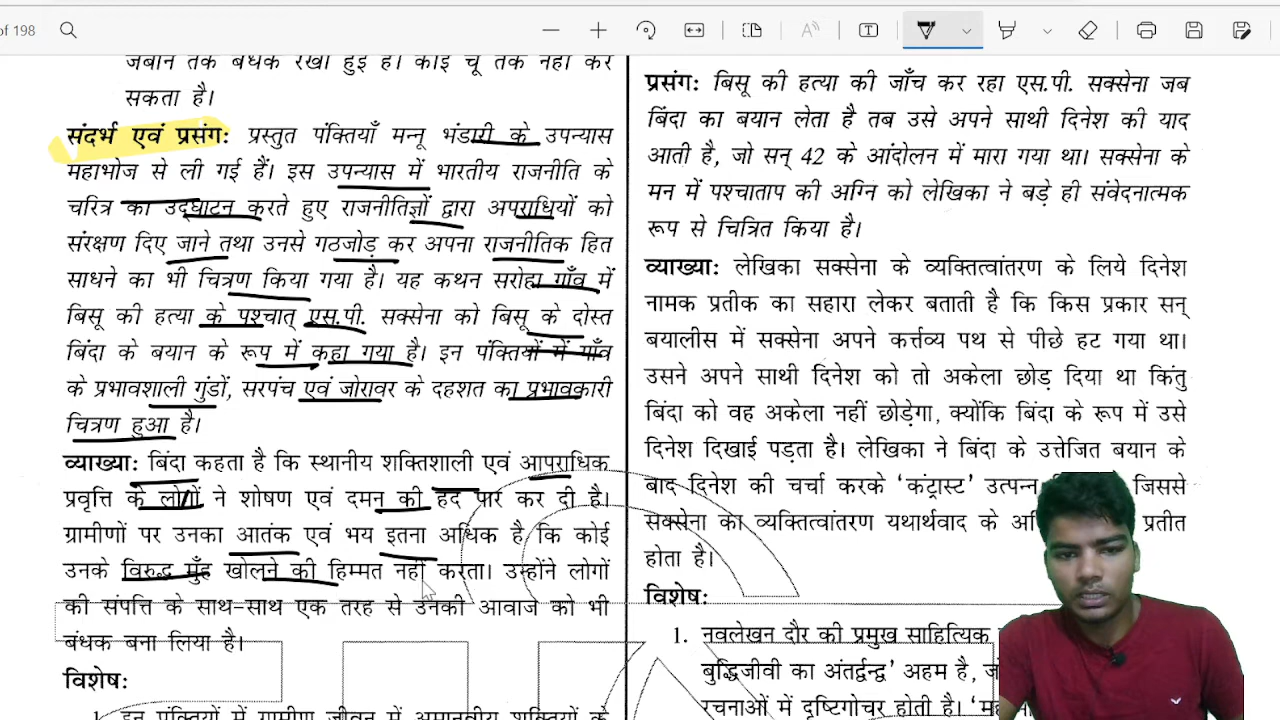 of 198
जबान तक बंधक रखी हुई है। कोई चू तक नहीं कर
सकता है।
संदर्भ एवं प्रसंग: प्रस्तुत पंक्तियाँ मन्नू भंडारी के उपन्यास
महाभोज से ली गई हैं। इस उपन्यास में भारतीय राजनीति के
चरित्र का उद्घाटन करते हुए राजनीतिज्ञों द्वारा अपराधियों को
संरक्षण दिए जाने तथा उनसे गठजोड़ कर अपना राजनीतिक हित
साधने का भी चित्रण किया गया है। यह कथन सरोहा गाँव में
बिसू की हत्या के पश्चात् एस.पी. सक्सेना को बिसू के दोस्त
बिंदा के बयान के रूप में कहा गया है। इन पंक्तियों में गाँव
के प्रभावशाली गुंडों, सरपंच एवं जोरावर के दहशत का प्रभावकारी
चित्रण हुआ है।
व्याख्या: बिंदा कहता है कि स्थानीय शक्तिशाली एवं आपराधिक
प्रवृत्ति के लोगों ने शोषण एवं दमन की हद पार कर दी है।
ग्रामीणों पर उनका आतंक एवं भय इतना अधिक है कि कोई
उनके विरुद्ध मुँह खोलने की हिम्मत नहीं करता। उन्होंने लोगों
की संपत्ति के साथ-साथ एक तरह से उनकी आवाज को भी
बंधक बना लिया है।
विशेष:
1. इन पंक्तियों में ग्रामीण जीवन में अमानवीय शक्तियों के
प्रसंग: बिसू की हत्या की जाँच कर रहा एस.पी. सक्सेना जब
बिंदा का बयान लेता है तब उसे अपने साथी दिनेश की याद
आती है, जो सन् 42 के आंदोलन में मारा गया था। सक्सेना के
मन में पश्चाताप की अग्नि को लेखिका ने बड़े ही संवेदनात्मक
रूप से चित्रित किया है।
व्याख्या: लेखिका सक्सेना के व्यक्तित्वांतरण के लिये दिनेश
नामक प्रतीक का सहारा लेकर बताती है कि किस प्रकार सन्
बयालीस में सक्सेना अपने कर्त्तव्य पथ से पीछे हट गया था।
उसने अपने साथी दिनेश को तो अकेला छोड़ दिया था किंतु
बिंदा को वह अकेला नहीं छोड़ेगा, क्योंकि बिंदा के रूप में उसे
दिनेश दिखाई पड़ता है। लेखिका ने बिंदा के उत्तेजित बयान के
बाद दिनेश की चर्चा करके ‘कंट्रास्ट’ उत्पन्न जिससे
सक्सेना का व्यक्तित्वांतरण यथार्थवाद के प्रतीत
होता है।
विशेष:
1. नवलेखन दौर की प्रमुख साहित्यिक
बुद्धिजीवी का अंतर्द्वन्द्व’ अहम है,
रचनाओं में दृष्टिगोचर होती है।